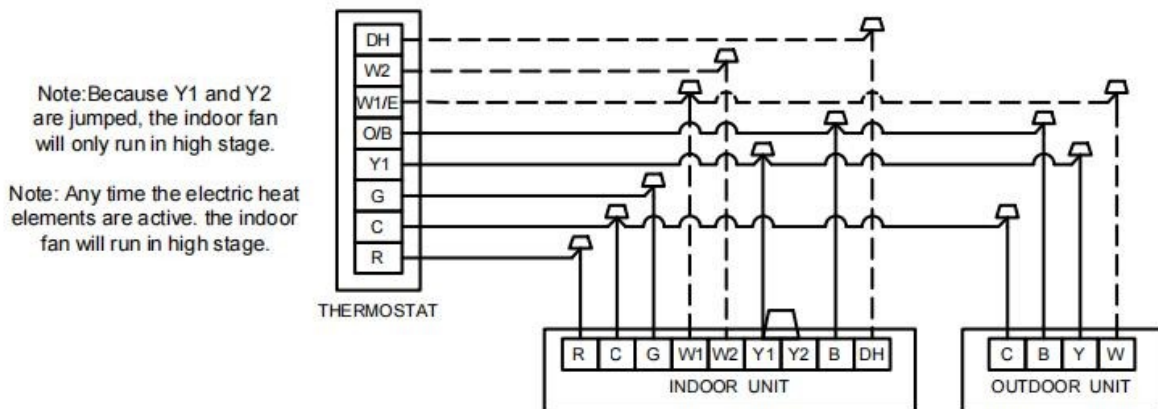 Note:Because Y1 and Y2
are jumped, the indoor fan
will only run in high stage.
Note: Any time the electric heat
elements are active. the indoor
fan will run in high stage.
DH
W2
W1/E
O/B
Y1
G
C
R
THERMOSTAT
R C G W1 W2 Y1 Y2 B DH
INDOOR UNIT
C B Y W
OUTDOOR UNIT